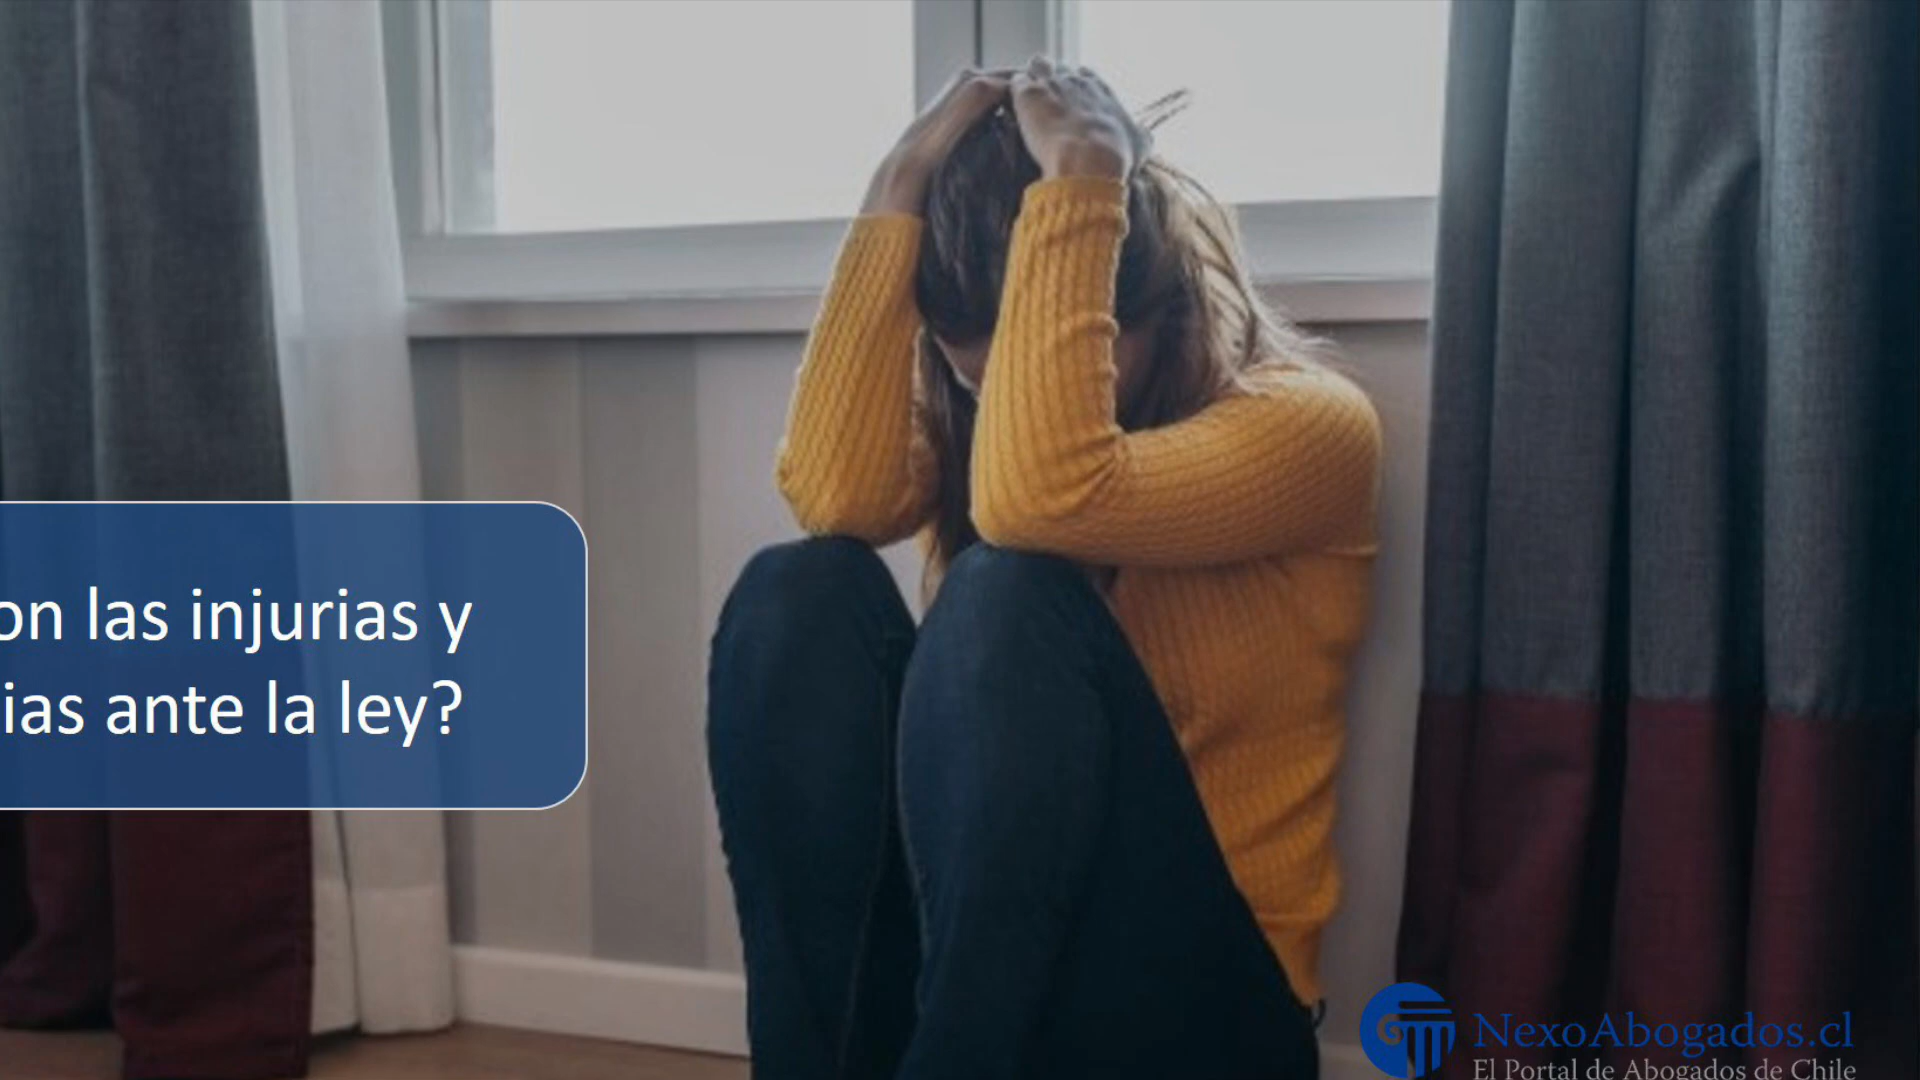 on las injurias y
ias ante la ley?
NexoAbogados.cl
El Portal de Abogados de Chile